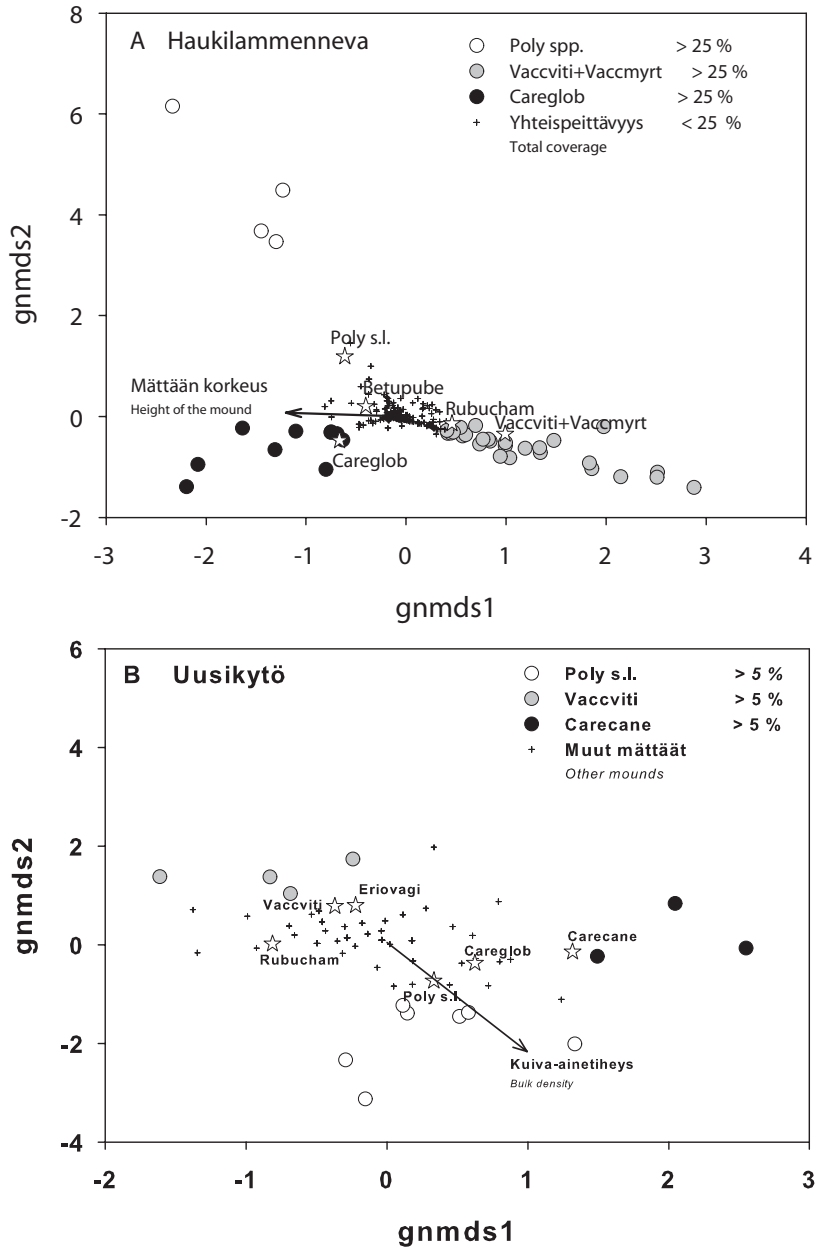 A Haukilammenneva
Poly spp. > 25 %
Vaccviti+Vaccmyrt > 25 %
Careglob > 25 %
Yhteispeittävyys < 25 %
Total coverage
8
6
4
2
0
-2
gnmds2
Poly s.l.
Mättään korkeus
Height of the mound
Betupube
Rubucham
Vaccviti+Vaccmyrt
Careglob
-3 -2 -1 0 1 2 3 4
gnmds1
B Uusikytö
Poly s.l. > 5 %
Vaccviti > 5 %
Carecane > 5 %
Muut mättäät
Other mounds
6
4
2
0
-2
-4
gnmds2
Vaccviti
Eriovagi
Rubucham
Careglob
Carecane
Poly s.l.
Kuiva-ainetiheys
Buik density
-2 -1 0 1 2 3
gnmds1